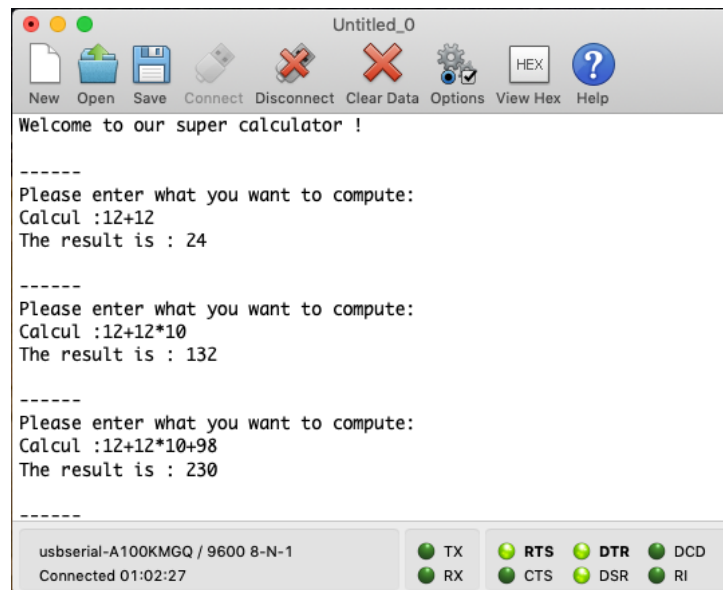 Untitled_0
New Open Save Connect Disconnect Clear Data Options View Hex Help
HEX
?
Welcome to our super calculator !
------
Please enter what you want to compute:
Calcul :12+12
The result is : 24
------
Please enter what you want to compute:
Calcul :12+12*10
The result is : 132
------
Please enter what you want to compute:
Calcul :12+12*10+98
The result is : 230
------
usbserial-A100KMGQ / 9600 8-N-1
Connected 01:02:27
TX RTS DTR DCD
RX CTS DSR RI